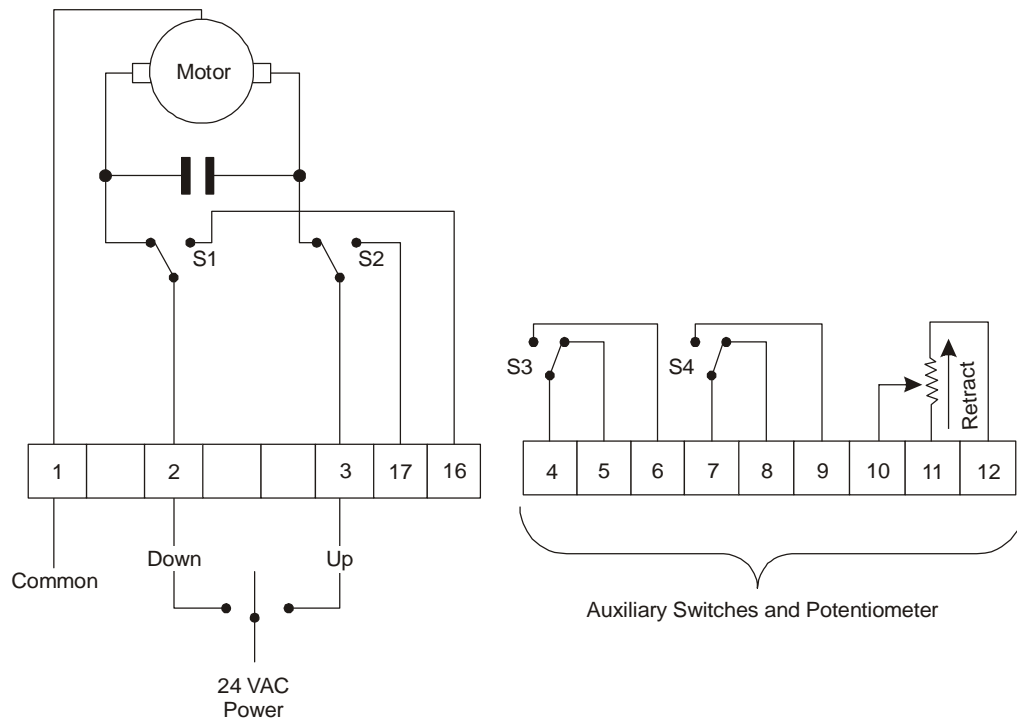 Motor
S1
S2
S3
S4
Retract
1
2
3
17
16
4
5
6
7
8
9
10
11
12
Common
Down
Up
24 VAC
Power
Auxiliary Switches and Potentiometer